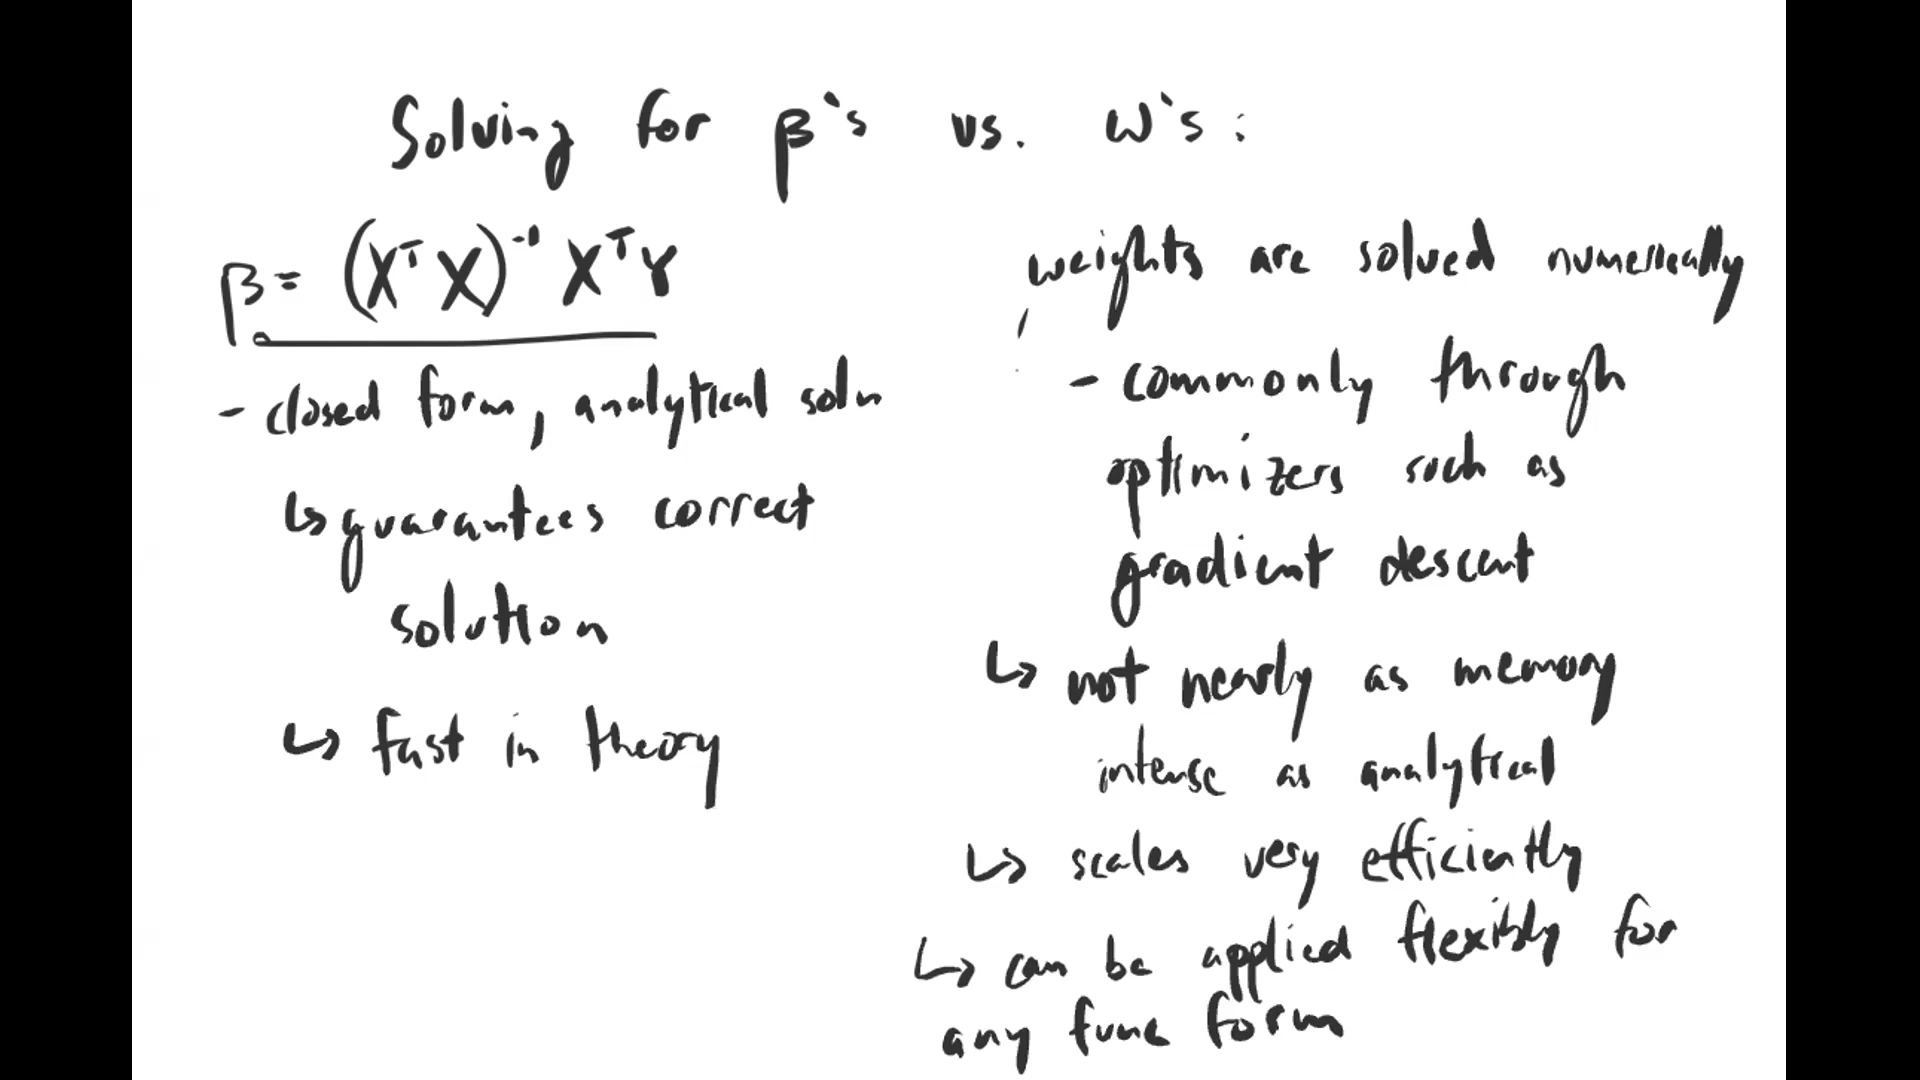 Solving for β's vs. w's:
β = (XᵀX)⁻¹ XᵀY
- closed form, analytical soln
↳ guarantees correct
solution
↳ fast in theory
weights are solved numerically
- commonly through
optimizers such as
gradient descent
↳ not nearly as memory
intense as analytical
↳ scales very efficiently
↳ can be applied flexibly for
any func form